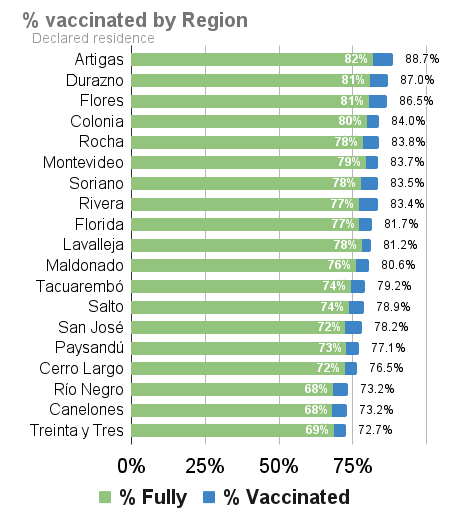 % vaccinated by Region
Declared residence
Artigas 82% 88.7%
Durazno 81% 87.0%
Flores 81% 86.5%
Colonia 80% 84.0%
Rocha 78% 83.8%
Montevideo 79% 83.7%
Soriano 78% 83.5%
Rivera 77% 83.4%
Florida 77% 81.7%
Lavalleja 78% 81.2%
Maldonado 76% 80.6%
Tacuarembó 74% 79.2%
Salto 74% 78.9%
San José 72% 78.2%
Paysandú 73% 77.1%
Cerro Largo 72% 76.5%
Río Negro 68% 73.2%
Canelones 68% 73.2%
Treinta y Tres 69% 72.7%
0% 25% 50% 75%
% Fully % Vaccinated